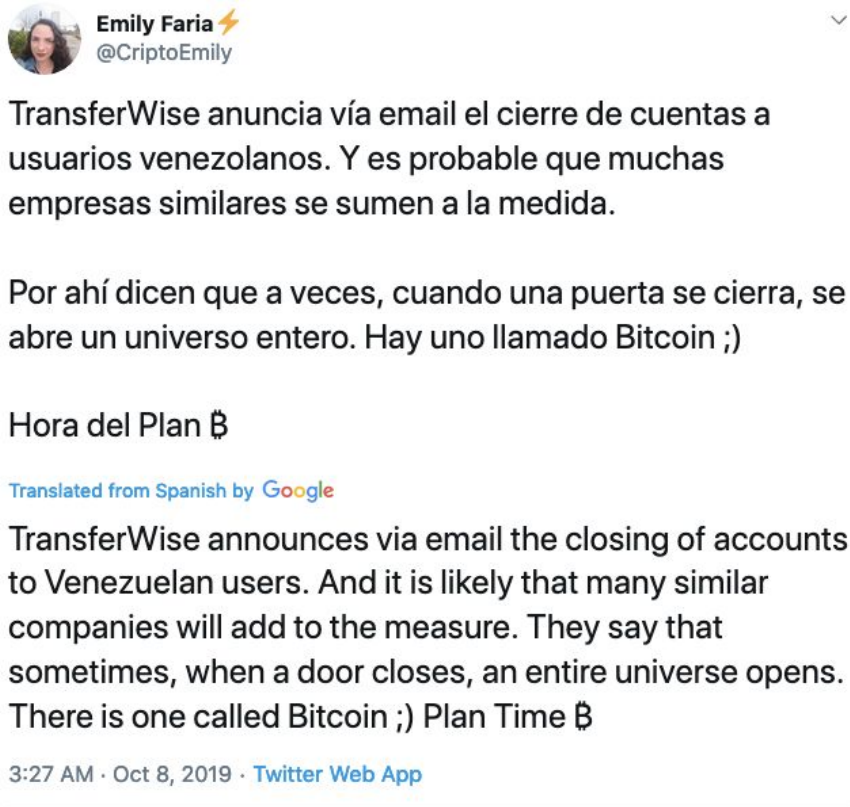 Emily Faria⚡
@CriptoEmily
TransferWise anuncia vía email el cierre de cuentas a
usuarios venezolanos. Y es probable que muchas
empresas similares se sumen a la medida.
Por ahí dicen que a veces, cuando una puerta se cierra, se
abre un universo entero. Hay uno llamado Bitcoin ;)
Hora del Plan ₿
Translated from Spanish by Google
TransferWise announces via email the closing of accounts
to Venezuelan users. And it is likely that many similar
companies will add to the measure. They say that
sometimes, when a door closes, an entire universe opens.
There is one called Bitcoin ;) Plan Time ₿
3:27 AM · Oct 8, 2019 · Twitter Web App